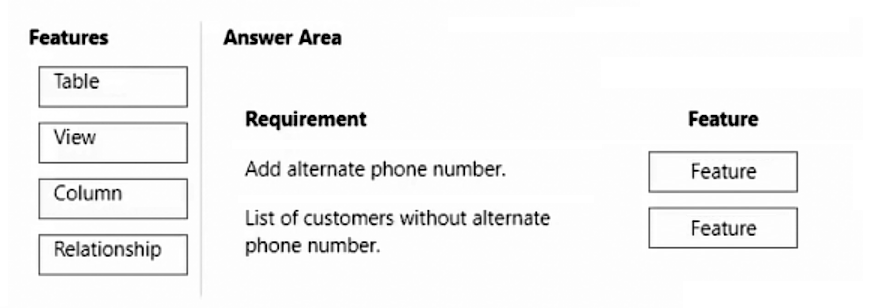 Features
Table
View
Column
Relationship
Answer Area
Requirement
Feature
Add alternate phone number.
Feature
List of customers without alternate
phone number.
Feature